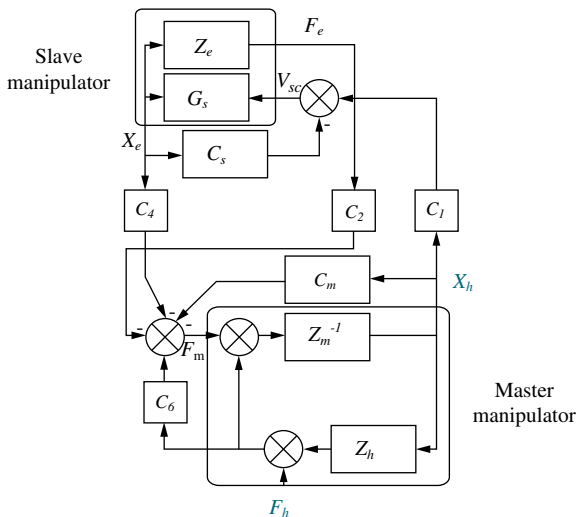 F_e
Slave
manipulator
Z_e
G_s
V_sc
-
X_e
C_s
C_4
C_2
C_1
C_m
X_h
-
-
-
-
F_m
Z_m^-1
C_6
Master
manipulator
Z_h
F_h